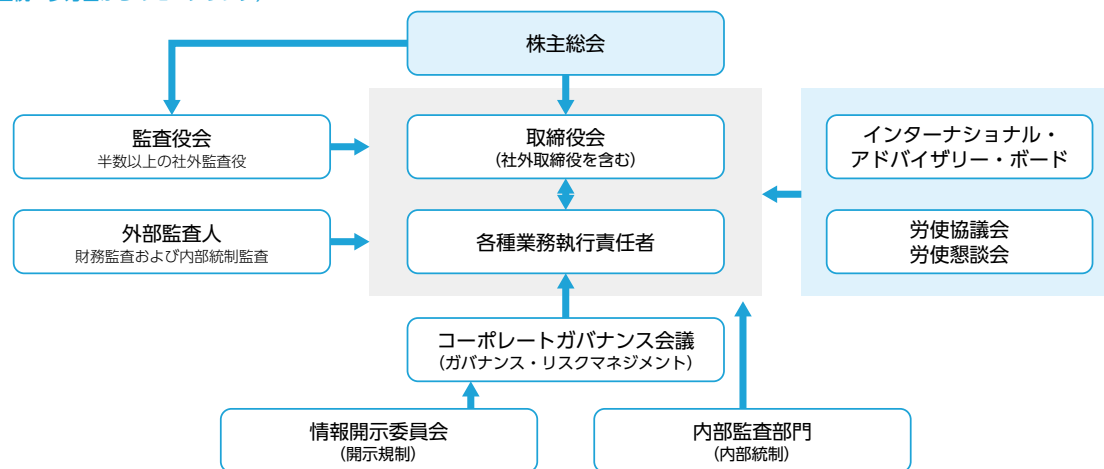 株主総会
監査役会
半数以上の社外監査役
取締役会
(社外取締役を含む)
インターナショナル・
アドバイザリー・ボード
外部監査人
財務監査および内部統制監査
各種業務執行責任者
労使協議会
労使懇談会
コーポレートガバナンス会議
(ガバナンス・リスクマネジメント)
情報開示委員会
(開示規制)
内部監査部門
(内部統制)